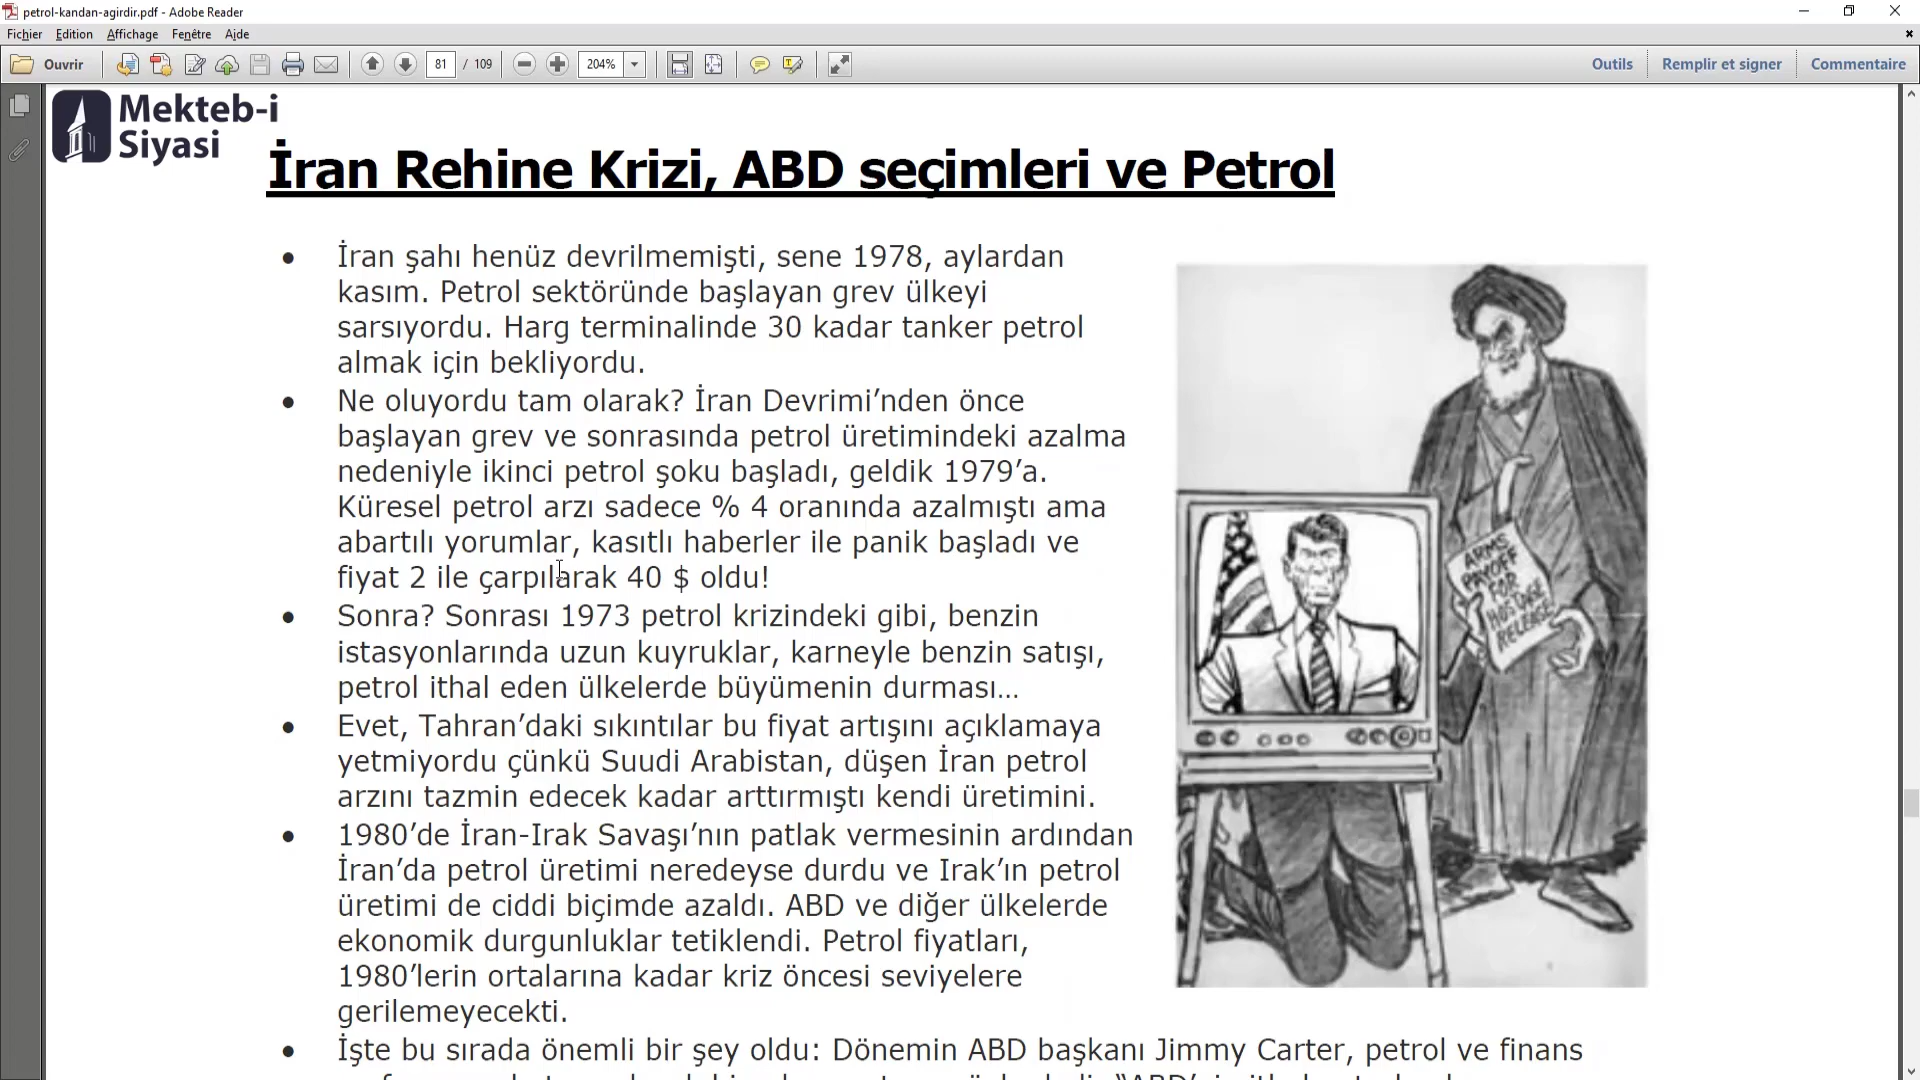 petrol-kandan-agirdir.pdf - Adobe Reader
Fichier Edition Affichage Fenêtre Aide
Ouvrir 81 / 109 204% Outils Remplir et signer Commentaire
Mekteb-i
Siyasi
İran Rehine Krizi, ABD seçimleri ve Petrol
• İran şahı henüz devrilmemişti, sene 1978, aylardan
kasım. Petrol sektöründe başlayan grev ülkeyi
sarsıyordu. Harg terminalinde 30 kadar tanker petrol
almak için bekliyordu.
• Ne oluyordu tam olarak? İran Devrimi’nden önce
başlayan grev ve sonrasında petrol üretimindeki azalma
nedeniyle ikinci petrol şoku başladı, geldik 1979’a.
Küresel petrol arzı sadece % 4 oranında azalmıştı ama
abartılı yorumlar, kasıtlı haberler ile panik başladı ve
fiyat 2 ile çarpılarak 40 $ oldu!
• Sonra? Sonrası 1973 petrol krizindeki gibi, benzin
istasyonlarında uzun kuyruklar, karneyle benzin satışı,
petrol ithal eden ülkelerde büyümenin durması…
• Evet, Tahran’daki sıkıntılar bu fiyat artışını açıklamaya
yetmiyordu çünkü Suudi Arabistan, düşen İran petrol
arzını tazmin edecek kadar arttırmıştı kendi üretimini.
• 1980’de İran-Irak Savaşı’nın patlak vermesinin ardından
İran’da petrol üretimi neredeyse durdu ve Irak’ın petrol
üretimi de ciddi biçimde azaldı. ABD ve diğer ülkelerde
ekonomik durgunluklar tetiklendi. Petrol fiyatları,
1980’lerin ortalarına kadar kriz öncesi seviyelere
gerilemeyecekti.
• İşte bu sırada önemli bir şey oldu: Dönemin ABD başkanı Jimmy Carter, petrol ve finans
ARMS
PAYOFF
FOR
HOSTAGE
RELEASE